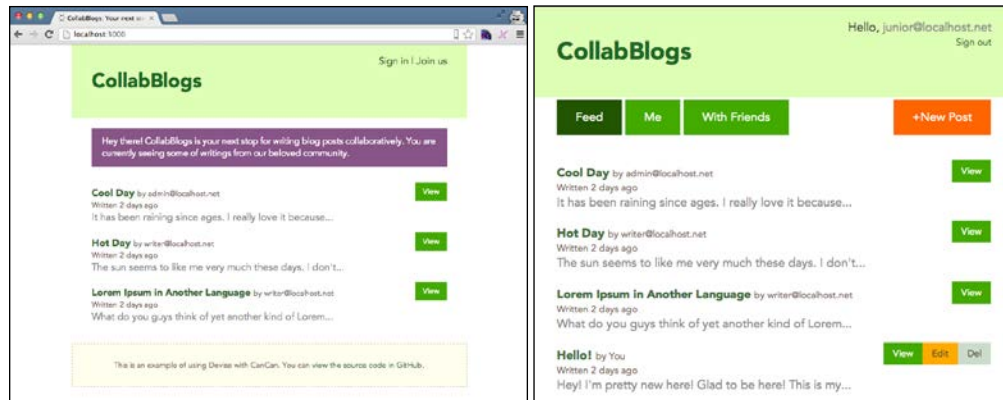 CollabBlogs. Your next st
localhost:3000
Sign in | Join us
CollabBlogs
Hey there! CollabBlogs is your next stop for writing blog posts collaboratively. You are
currently seeing some of writings from our beloved community.
Cool Day by admin@localhost.net
View
Written 2 days ago
It has been raining since ages. I really love it because...
Hot Day by writer@localhost.net
View
Written 2 days ago
The sun seems to like me very much these days. I don't...
Lorem Ipsum in Another Language by writer@localhost.net
View
Written 2 days ago
What do you guys think of yet another kind of Lorem...
This is an example of using Devise with CanCan. You can view the source code in GitHub.
Hello, junior@localhost.net
Sign out
CollabBlogs
Feed Me With Friends +New Post
Cool Day by admin@localhost.net
View
Written 2 days ago
It has been raining since ages. I really love it because...
Hot Day by writer@localhost.net
View
Written 2 days ago
The sun seems to like me very much these days. I don't...
Lorem Ipsum in Another Language by writer@localhost.net
View
Written 2 days ago
What do you guys think of yet another kind of Lorem...
Hello! by You
View Edit Del
Written 2 days ago
Hey! I'm pretty new here! Glad to be here! This is my...